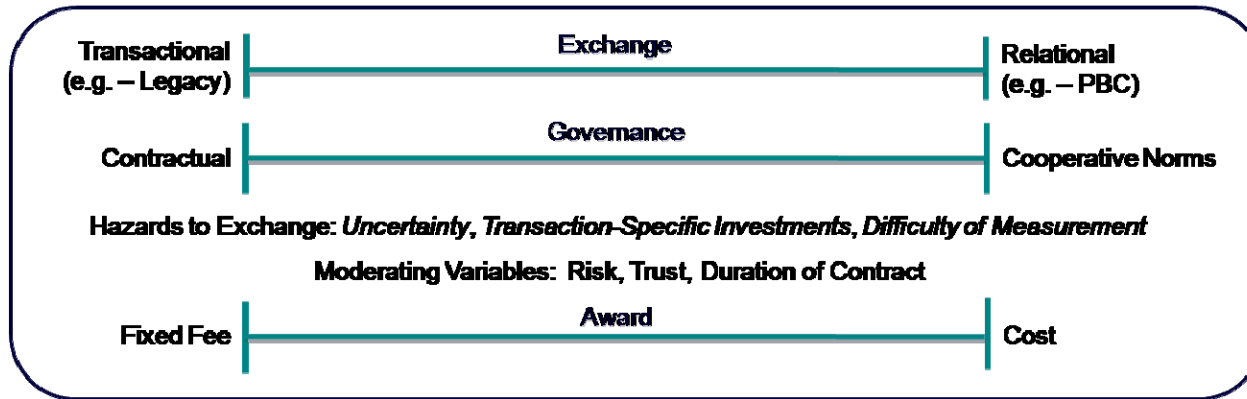 Exchange
Transactional
(e.g. – Legacy)
Relational
(e.g. – PBC)
Governance
Contractual
Cooperative Norms
Hazards to Exchange: Uncertainty, Transaction-Specific Investments, Difficulty of Measurement
Moderating Variables: Risk, Trust, Duration of Contract
Award
Fixed Fee
Cost